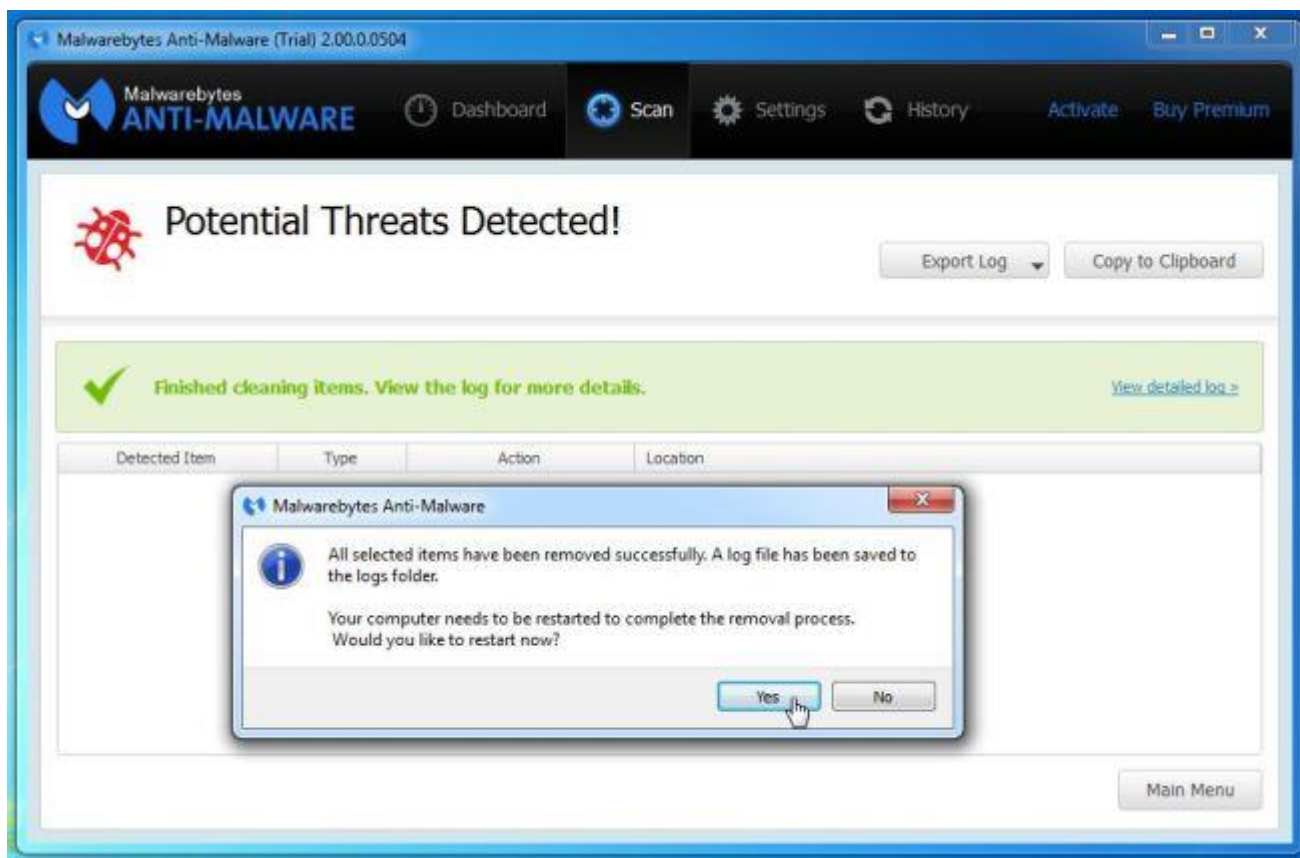 Malwarebytes Anti-Malware (Trial) 2.00.0.0504
Malwarebytes
ANTI-MALWARE
Dashboard
Scan
Settings
History
Activate
Buy Premium
Potential Threats Detected!
Export Log
Copy to Clipboard
Finished cleaning items. View the log for more details.
View detailed log »
Detected Item
Type
Action
Location
Malwarebytes Anti-Malware
All selected items have been removed successfully. A log file has been saved to
the logs folder.
Your computer needs to be restarted to complete the removal process.
Would you like to restart now?
Yes
No
Main Menu